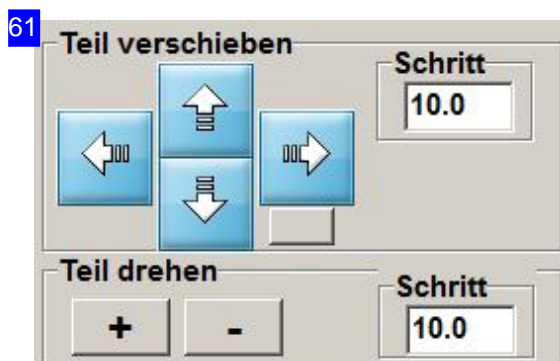 61
Teil verschieben
Schritt
10.0
Teil drehen
Schritt
+ -
10.0